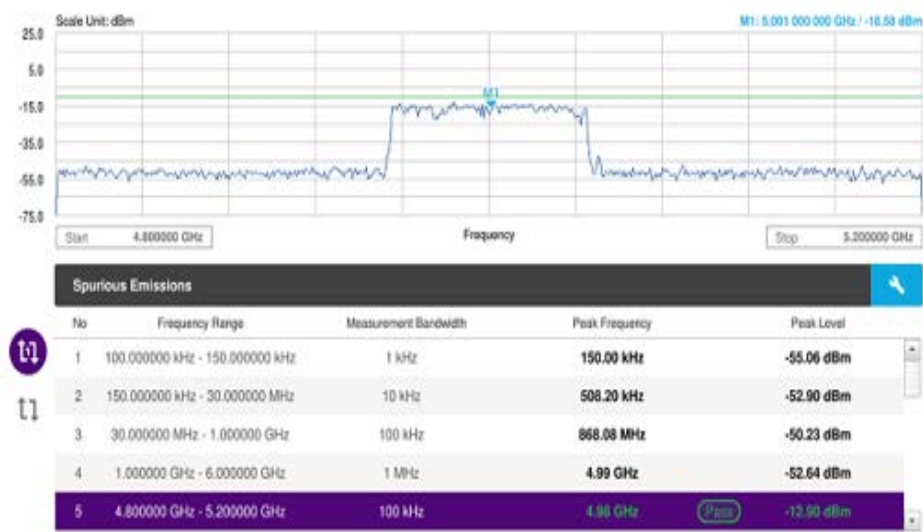 Scale Unit: dBm
M1: 5.001 000 000 GHz / -16.58 dBm
25.0
5.0
-15.0
-35.0
-55.0
-75.0
M1
Start 4.800000 GHz
Frequency
Stop 5.200000 GHz
Spurious Emissions
No Frequency Range Measurement Bandwidth Peak Frequency Peak Level
1 100.000000 kHz - 150.000000 kHz 1 kHz 150.00 kHz -55.06 dBm
2 150.000000 kHz - 30.000000 MHz 10 kHz 508.20 kHz -52.90 dBm
3 30.000000 MHz - 1.000000 GHz 100 kHz 868.08 MHz -50.23 dBm
4 1.000000 GHz - 6.000000 GHz 1 MHz 4.99 GHz -52.64 dBm
5 4.800000 GHz - 5.200000 GHz 100 kHz 4.98 GHz Pass -12.90 dBm